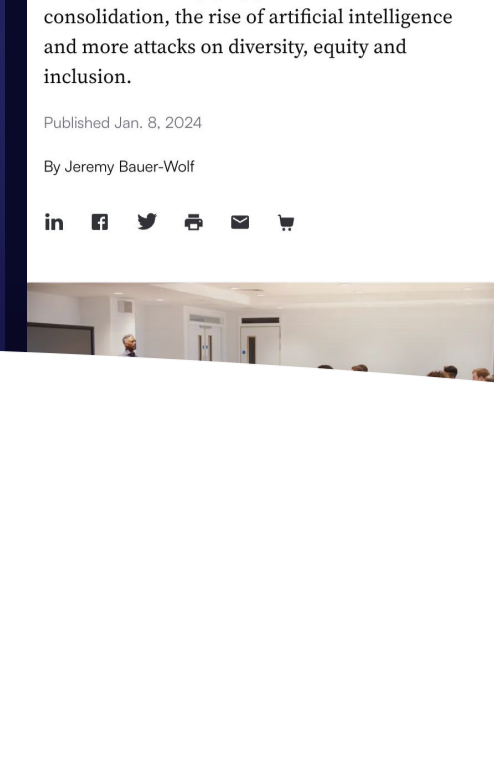 consolidation, the rise of artificial intelligence
and more attacks on diversity, equity and
inclusion.
Published Jan. 8, 2024
By Jeremy Bauer-Wolf